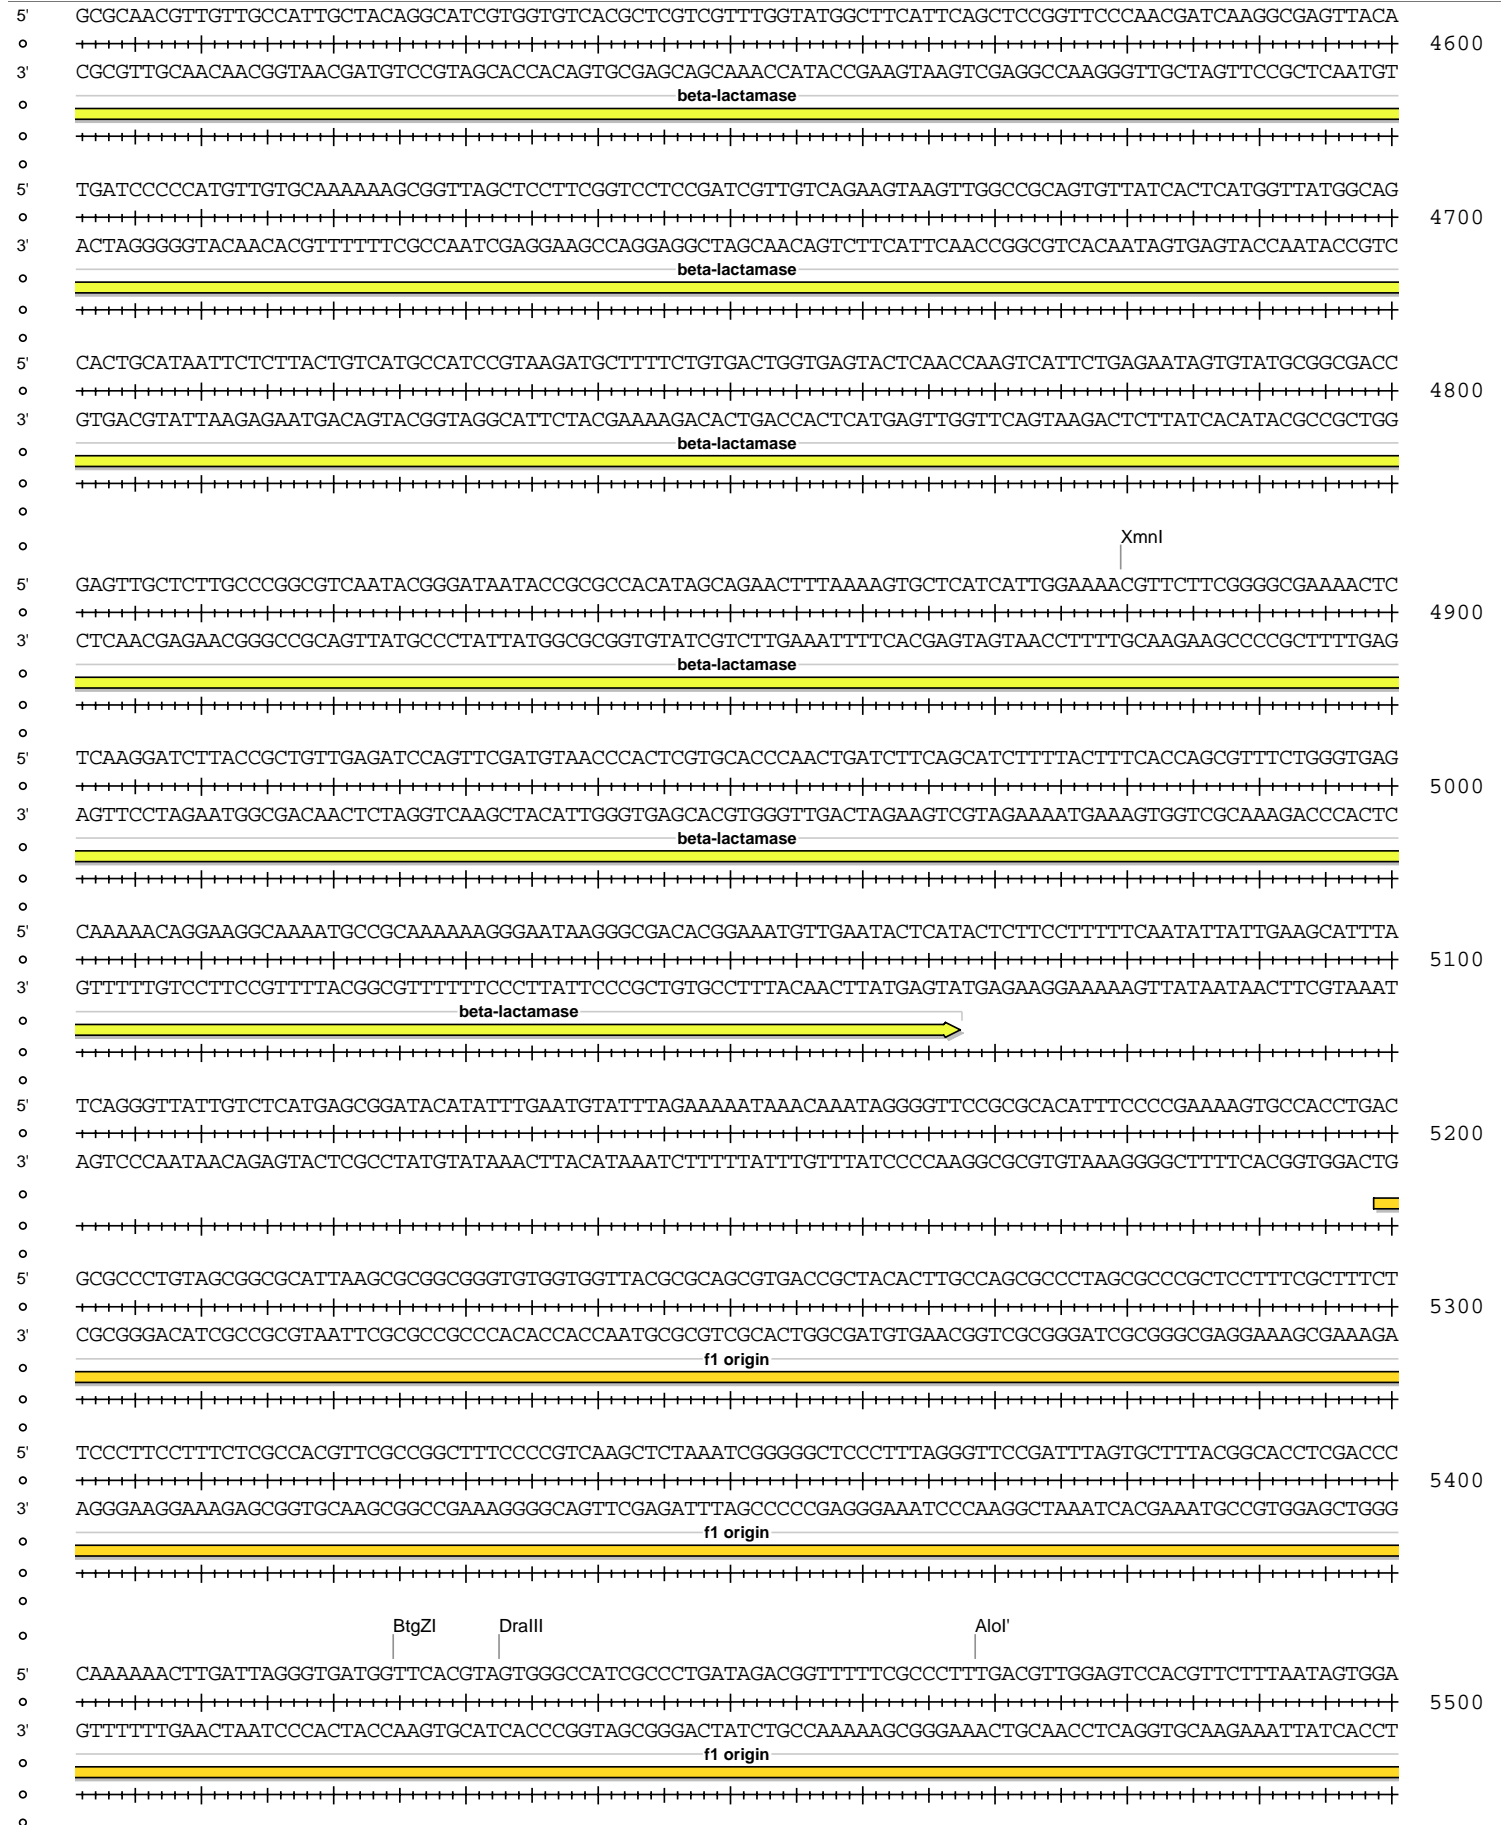 GCGCAACGTTGTTGCCATTGCTACAGGCATCGTGGTGTCACGCTCGTCGTTTGGTATGGCTTCATTCAGCTCCGGTTCCCAACGATCAAGGCGAGTTACA
4600
3' CGCGTTGCAACAACGGTAACGATGTCCGTAGCACCACAGTGCGAGCAGCAAACCATACCGAAGTAAGTCGAGGCCAAGGGTTGCTAGTTCCGCTCAATGT
beta-lactamase
5' TGATCCCCCATGTTGTGCAAAAAAGCGGTTAGCTCCTTCGGTCCTCCGATCGTTGTCAGAAGTAAGTTGGCCGCAGTGTTATCACTCATGGTTATGGCAG
4700
3' ACTAGGGGGTACAACACGTTTTTTCGCCAATCGAGGAAGCCAGGAGGCTAGCAACAGTCTTCATTCAACCGGCGTCACAATAGTGAGTACCAATACCGTC
beta-lactamase
5' CACTGCATAATTCTCTTACTGTCATGCCATCCGTAAGATGCTTTTCTGTGACTGGTGAGTACTCAACCAAGTCATTCTGAGAATAGTGTATGCGGCGACC
4800
3' GTGACGTATTAAGAGAATGACAGTACGGTAGGCATTCTACGAAAAGACACTGACCACTCATGAGTTGGTTCAGTAAGACTCTTATCACATACGCCGCTGG
beta-lactamase
XmnI
5' GAGTTGCTCTTGCCCGGCGTCAATACGGGATAATACCGCGCCACATAGCAGAACTTTAAAAGTGCTCATCATTGGAAAACGTTCTTCGGGGCGAAAACTC
4900
3' CTCAACGAGAACGGGCCGCAGTTATGCCCTATTATGGCGCGGTGTATCGTCTTGAAATTTTCACGAGTAGTAACCTTTTGCAAGAAGCCCCGCTTTTGAG
beta-lactamase
5' TCAAGGATCTTACCGCTGTTGAGATCCAGTTCGATGTAACCCACTCGTGCACCCAACTGATCTTCAGCATCTTTTACTTTCACCAGCGTTTCTGGGTGAG
5000
3' AGTTCCTAGAATGGCGACAACTCTAGGTCAAGCTACATTGGGTGAGCACGTGGGTTGACTAGAAGTCGTAGAAAATGAAAGTGGTCGCAAAGACCCACTC
beta-lactamase
5' CAAAAACAGGAAGGCAAAATGCCGCAAAAAAGGGAATAAGGGCGACACGGAAATGTTGAATACTCATACTCTTCCTTTTTCAATATTATTGAAGCATTTA
5100
3' GTTTTTGTCCTTCCGTTTTACGGCGTTTTTTCCCTTATTCCCGCTGTGCCTTTACAACTTATGAGTATGAGAAGGAAAAAGTTATAATAACTTCGTAAAT
beta-lactamase
5' TCAGGGTTATTGTCTCATGAGCGGATACATATTTGAATGTATTTAGAAAAATAAACAAATAGGGGTTCCGCGCACATTTCCCCGAAAAGTGCCACCTGAC
5200
3' AGTCCCAATAACAGAGTACTCGCCTATGTATAAACTTACATAAATCTTTTTATTTGTTTATCCCCAAGGCGCGTGTAAAGGGGCTTTTCACGGTGGACTG
5' GCGCCCTGTAGCGGCGCATTAAGCGCGGCGGGTGTGGTGGTTACGCGCAGCGTGACCGCTACACTTGCCAGCGCCCTAGCGCCCGCTCCTTTCGCTTTCT
5300
3' CGCGGGACATCGCCGCGTAATTCGCGCCGCCCACACCACCAATGCGCGTCGCACTGGCGATGTGAACGGTCGCGGGATCGCGGGCGAGGAAAGCGAAAGA
f1 origin
5' TCCCTTCCTTTCTCGCCACGTTCGCCGGCTTTCCCCGTCAAGCTCTAAATCGGGGGCTCCCTTTAGGGTTCCGATTTAGTGCTTTACGGCACCTCGACCC
5400
3' AGGGAAGGAAAGAGCGGTGCAAGCGGCCGAAAGGGGCAGTTCGAGATTTAGCCCCCGAGGGAAATCCCAAGGCTAAATCACGAAATGCCGTGGAGCTGGG
f1 origin
BtgZI DraIII AloI'
5' CAAAAAACTTGATTAGGGTGATGGTTCACGTAGTGGGCCATCGCCCTGATAGACGGTTTTTCGCCCTTTGACGTTGGAGTCCACGTTCTTTAATAGTGGA
5500
3' GTTTTTTGAACTAATCCCACTACCAAGTGCATCACCCGGTAGCGGGACTATCTGCCAAAAAGCGGGAAACTGCAACCTCAGGTGCAAGAAATTATCACCT
f1 origin